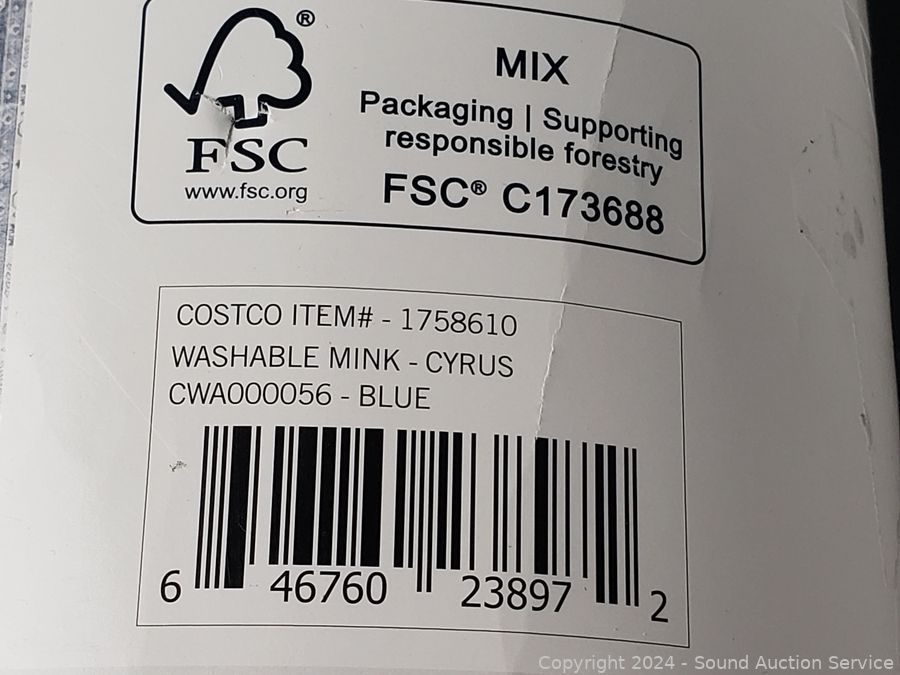 ®
FSC
www.fsc.org
MIX
Packaging | Supporting
responsible forestry
FSC® C173688
COSTCO ITEM# - 1758610
WASHABLE MINK - CYRUS
CWA000056 - BLUE
6 46760 23897 2
Copyright 2024 - Sound Auction Service